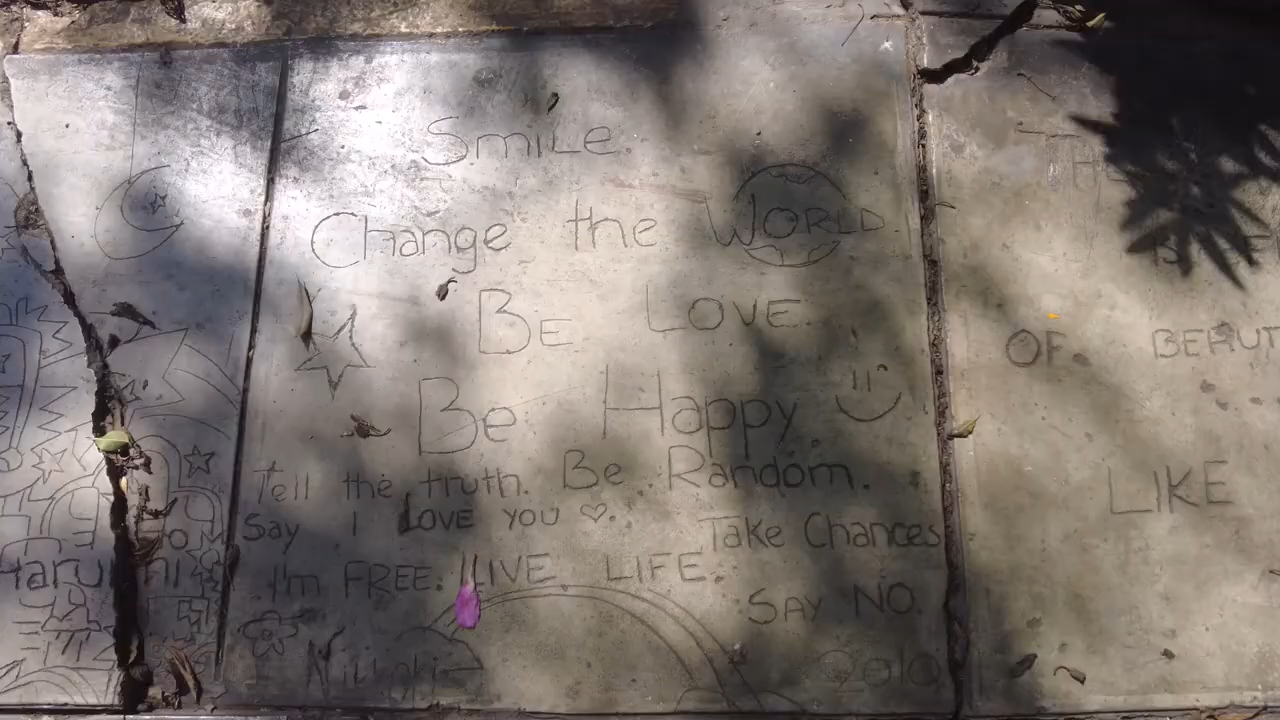 Smile.
Change the WORLD.
BE LOVE.
Be Happy.
Tell the truth. Be Random.
Say I LOVE YOU ♡. Take Chances
I'm FREE. LIVE LIFE.
SAY NO.
2010
OF BEAUT
LIKE